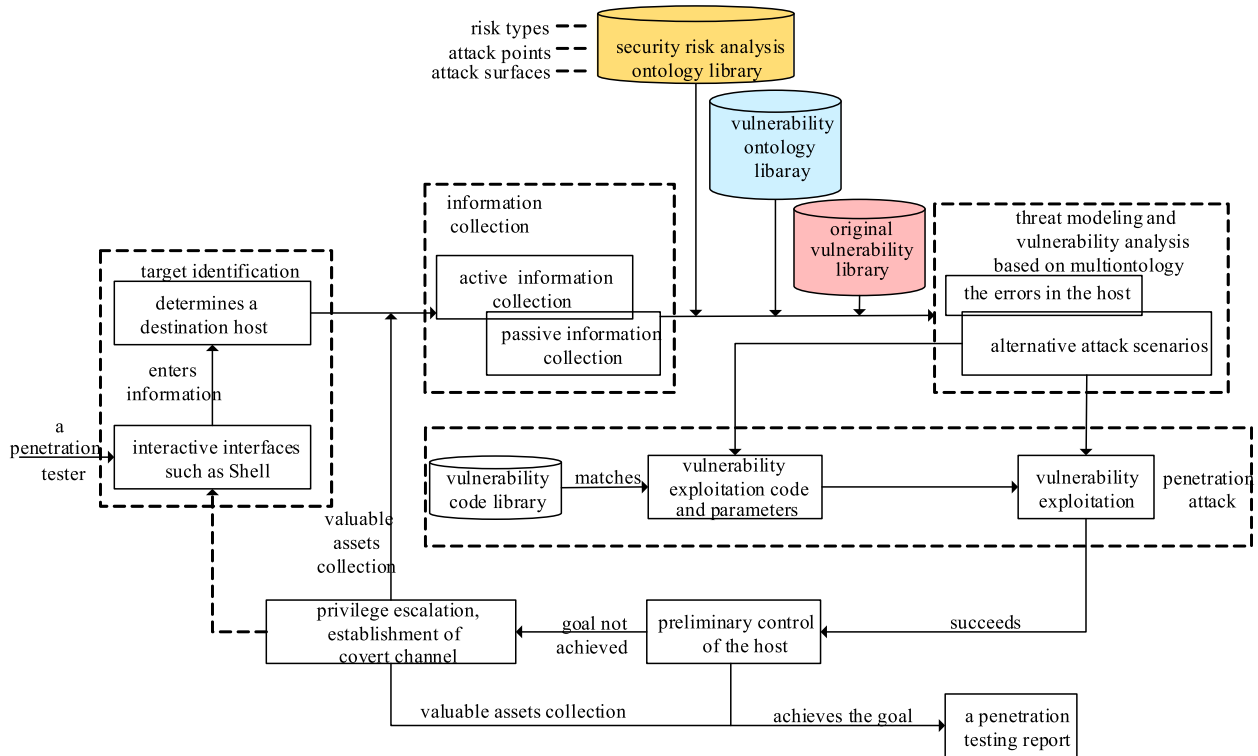 risk types
attack points
attack surfaces
security risk analysis
ontology library
vulnerability
ontology
libaray
original
vulnerability
library
information
collection
active information
collection
passive information
collection
threat modeling and
vulnerability analysis
based on multiontology
the errors in the host
alternative attack scenarios
target identification
determines a
destination host
enters
information
interactive interfaces
such as Shell
a
penetration
tester
vulnerability
code library
matches
vulnerability
exploitation code
and parameters
vulnerability
exploitation
penetration
attack
valuable
assets
collection
privilege escalation,
establishment of
covert channel
goal not
achieved
preliminary control
of the host
succeeds
valuable assets collection
achieves the goal
a penetration
testing report